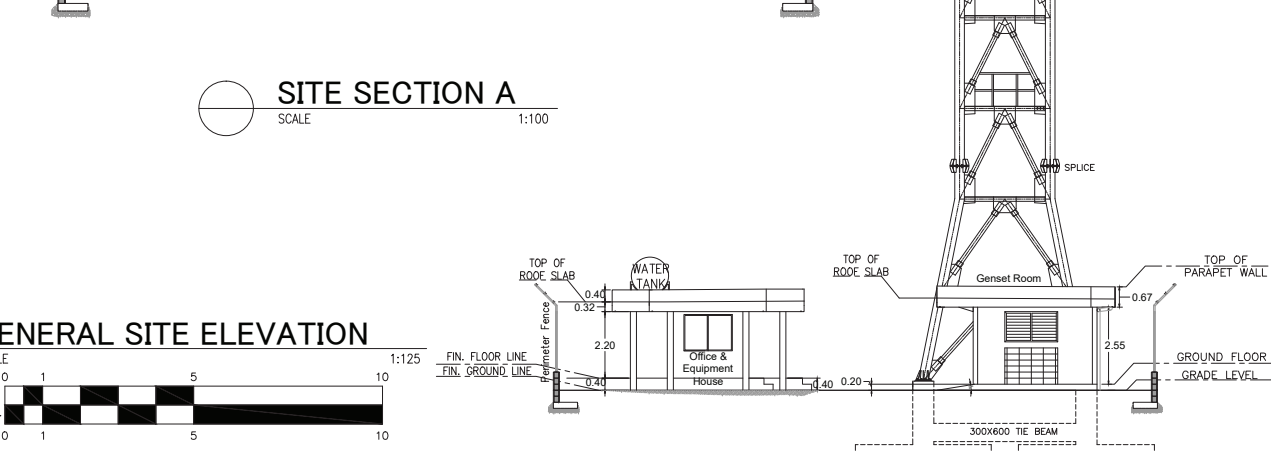 SITE SECTION A
SCALE 1:100
SPLICE
TOP OF
ROOF SLAB
WATER
TANK
0.40
0.32
2.20
0.40
0.40
Perimeter Fence
Office &
Equipment
House
FIN. FLOOR LINE
FIN. GROUND LINE
TOP OF
ROOF SLAB
Genset Room
TOP OF
PARAPET WALL
0.67
2.55
0.20
GROUND FLOOR
GRADE LEVEL
300X600 TIE BEAM
ENERAL SITE ELEVATION
LE 1:125
0 1 5 10
0 1 5 10